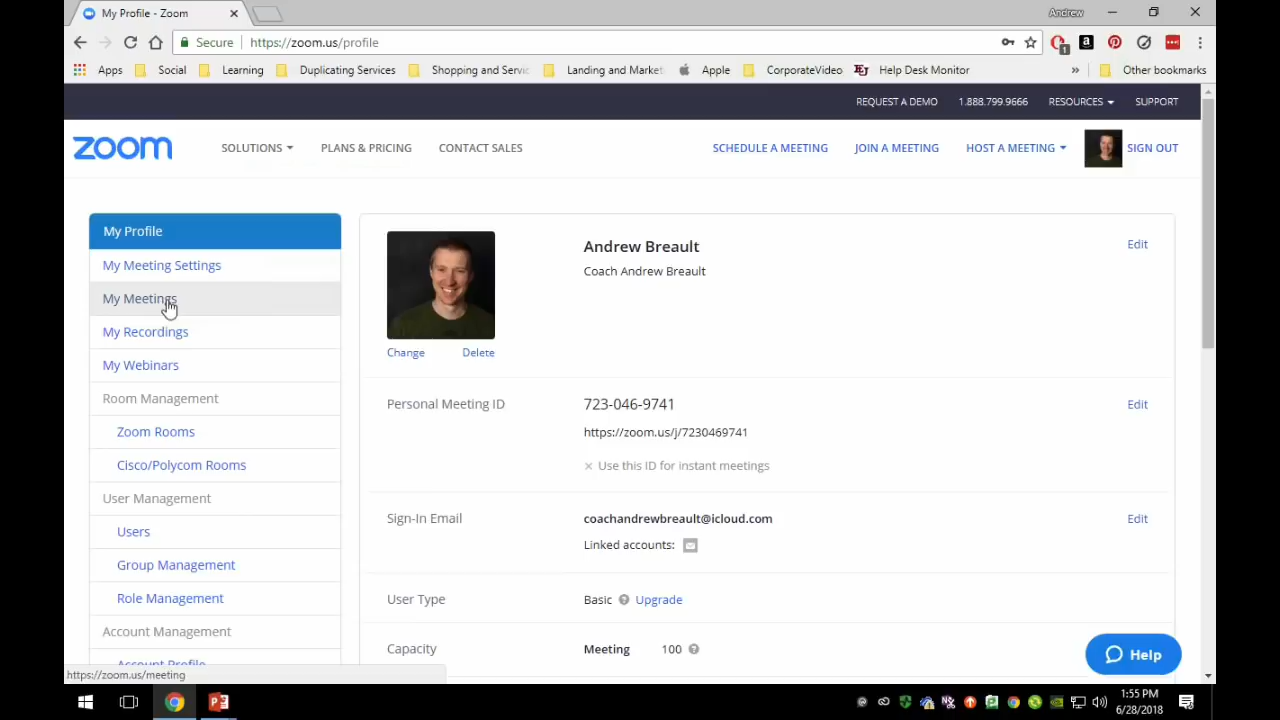 My Profile - Zoom
Andrew
Secure https://zoom.us/profile
1
Apps Social Learning Duplicating Services Shopping and Servic Landing and Market Apple CorporateVideo Help Desk Monitor » Other bookmarks
REQUEST A DEMO 1.888.799.9666 RESOURCES SUPPORT
zoom SOLUTIONS PLANS & PRICING CONTACT SALES SCHEDULE A MEETING JOIN A MEETING HOST A MEETING SIGN OUT
My Profile
My Meeting Settings
My Meetings
My Recordings
My Webinars
Room Management
Zoom Rooms
Cisco/Polycom Rooms
User Management
Users
Group Management
Role Management
Account Management
Account Profile
Andrew Breault Edit
Coach Andrew Breault
Change Delete
Personal Meeting ID 723-046-9741 Edit
https://zoom.us/j/7230469741
× Use this ID for instant meetings
Sign-In Email coachandrewbreault@icloud.com Edit
Linked accounts:
User Type Basic ? Upgrade
Capacity Meeting 100 ?
Help
https://zoom.us/meeting
1:55 PM
6/28/2018